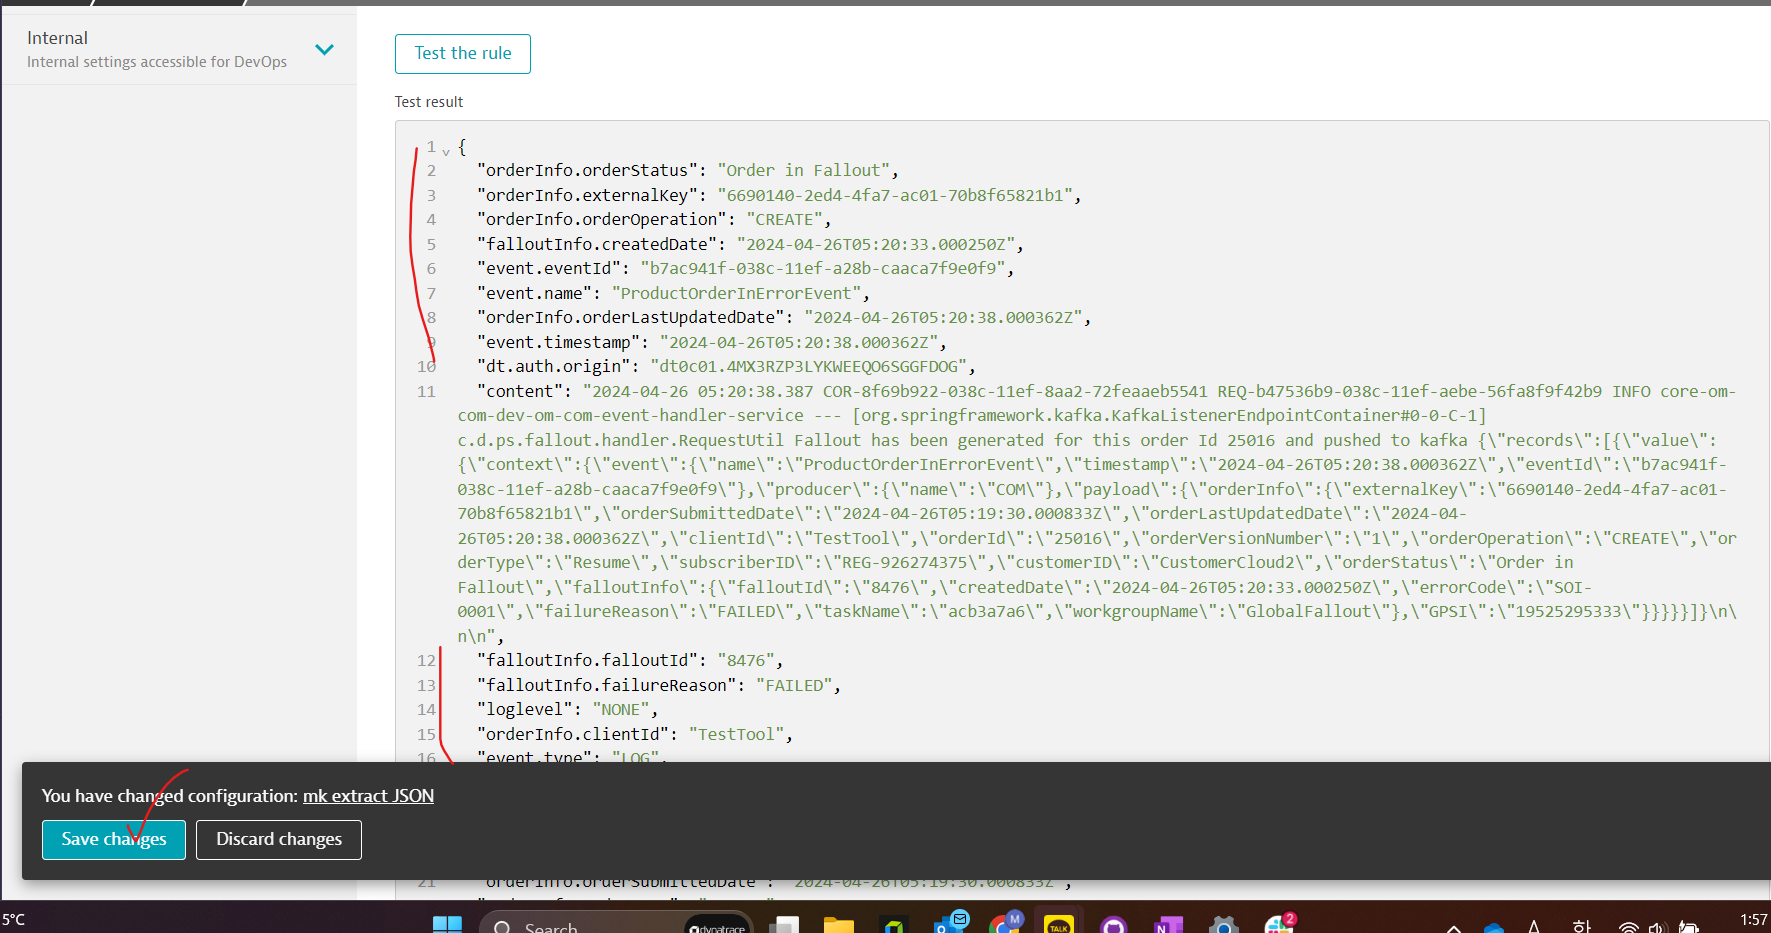 Internal
Internal settings accessible for DevOps
Test the rule
Test result
1 {
2 "orderInfo.orderStatus": "Order in Fallout",
3 "orderInfo.externalKey": "6690140-2ed4-4fa7-ac01-70b8f65821b1",
4 "orderInfo.orderOperation": "CREATE",
5 "falloutInfo.createdDate": "2024-04-26T05:20:33.000250Z",
6 "event.eventId": "b7ac941f-038c-11ef-a28b-caaca7f9e0f9",
7 "event.name": "ProductOrderInErrorEvent",
8 "orderInfo.orderLastUpdatedDate": "2024-04-26T05:20:38.000362Z",
9 "event.timestamp": "2024-04-26T05:20:38.000362Z",
10 "dt.auth.origin": "dt0c01.4MX3RZP3LYKWEEQO6SGGFDOG",
11 "content": "2024-04-26 05:20:38.387 COR-8f69b922-038c-11ef-8aa2-72feaaeb5541 REQ-b47536b9-038c-11ef-aebe-56fa8f9f42b9 INFO core-om-
com-dev-om-com-event-handler-service --- [org.springframework.kafka.KafkaListenerEndpointContainer#0-0-C-1]
c.d.ps.fallout.handler.RequestUtil Fallout has been generated for this order Id 25016 and pushed to kafka {\"records\":[{\"value\":
{\"context\":{\"event\":{\"name\":\"ProductOrderInErrorEvent\",\"timestamp\":\"2024-04-26T05:20:38.000362Z\",\"eventId\":\"b7ac941f-
038c-11ef-a28b-caaca7f9e0f9\"},\"producer\":{\"name\":\"COM\"},\"payload\":{\"orderInfo\":{\"externalKey\":\"6690140-2ed4-4fa7-ac01-
70b8f65821b1\",\"orderSubmittedDate\":\"2024-04-26T05:19:30.000833Z\",\"orderLastUpdatedDate\":\"2024-04-
26T05:20:38.000362Z\",\"clientId\":\"TestTool\",\"orderId\":\"25016\",\"orderVersionNumber\":\"1\",\"orderOperation\":\"CREATE\",\"or
derType\":\"Resume\",\"subscriberID\":\"REG-926274375\",\"customerID\":\"CustomerCloud2\",\"orderStatus\":\"Order in
Fallout\",\"falloutInfo\":{\"falloutId\":\"8476\",\"createdDate\":\"2024-04-26T05:20:33.000250Z\",\"errorCode\":\"SOI-
0001\",\"failureReason\":\"FAILED\",\"taskName\":\"acb3a7a6\",\"workgroupName\":\"GlobalFallout\"},\"GPSI\":\"19525295333\"}}}}}]}\n\
n\n",
12 "falloutInfo.falloutId": "8476",
13 "falloutInfo.failureReason": "FAILED",
14 "loglevel": "NONE",
15 "orderInfo.clientId": "TestTool",
16 "event.type": "LOG",
You have changed configuration: mk extract JSON
Save changes
Discard changes
21 "orderInfo.orderSubmittedDate": "2024-04-26T05:19:30.000833Z",
5°C
Search
dynatrace
M
TALK
N
2
A
한
1:57